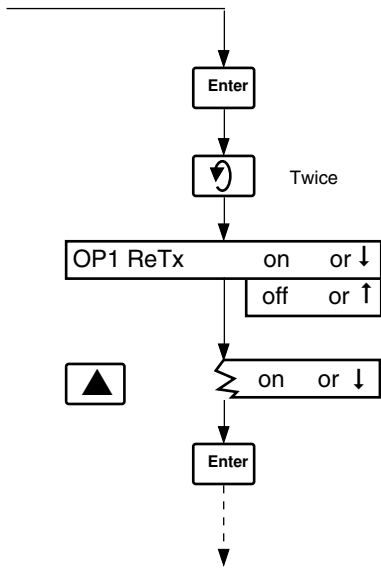 Enter
Twice
OP1 ReTx on or ↓
off or ↑
on or ↓
Enter